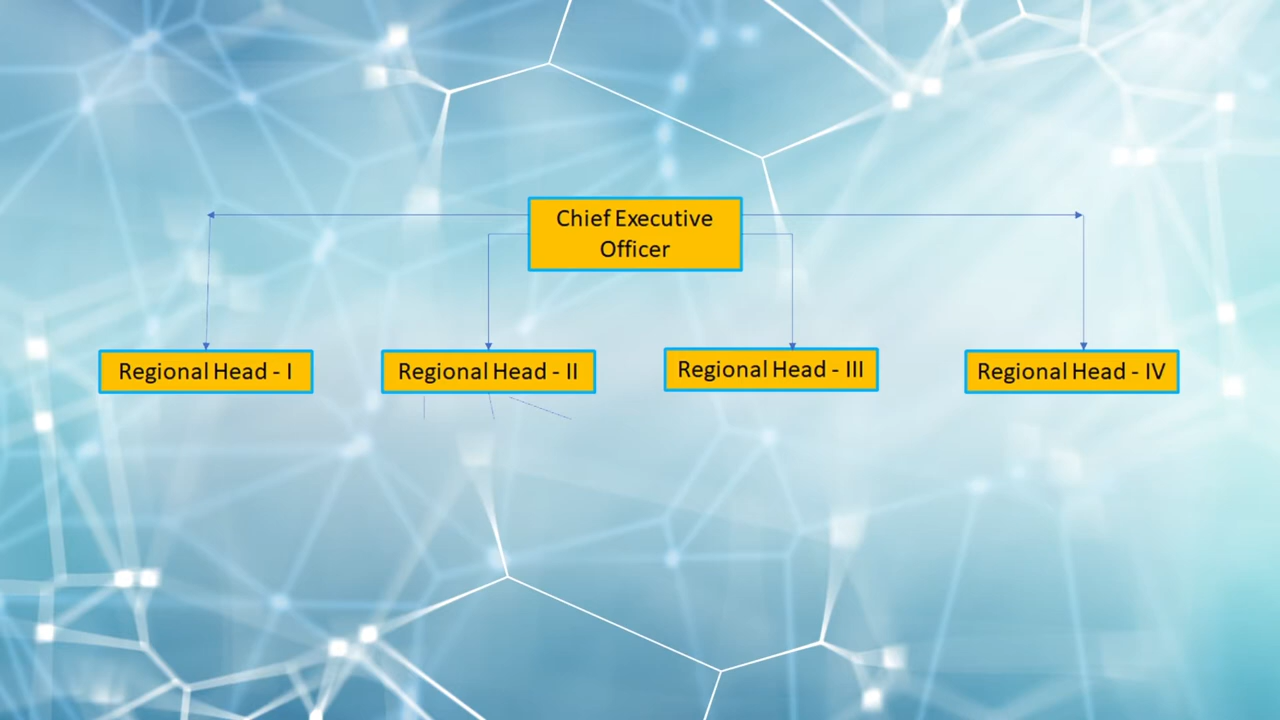 Chief Executive
Officer
Regional Head - I
Regional Head - II
Regional Head - III
Regional Head - IV